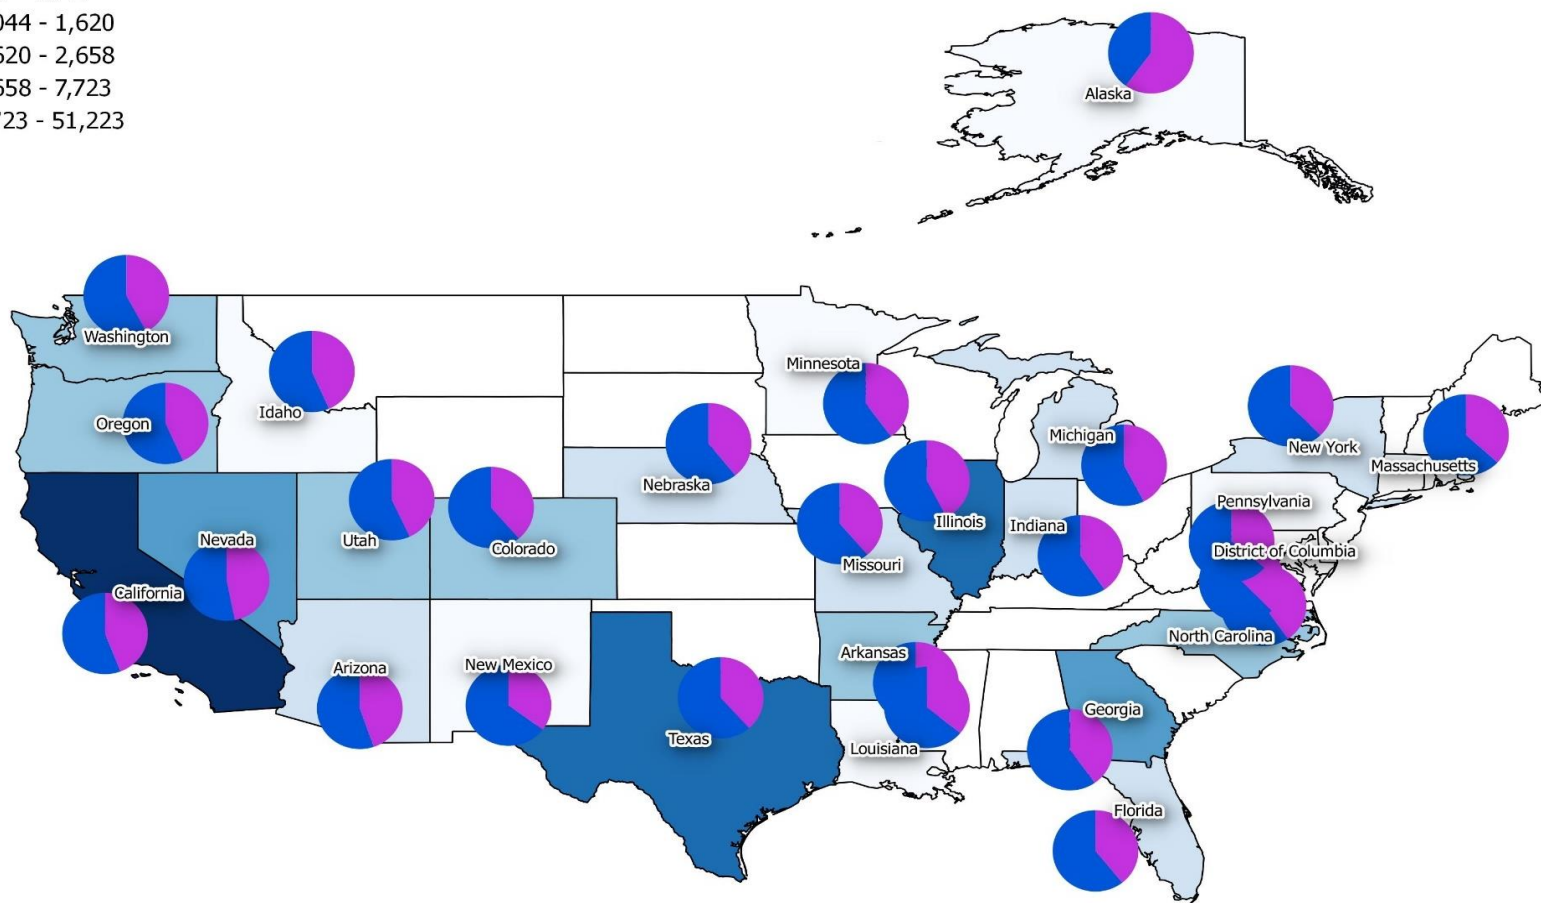 044 - 1,620
620 - 2,658
658 - 7,723
723 - 51,223
Alaska
Washington
Idaho
Oregon
Minnesota
Michigan
New York
Massachusetts
Nebraska
Pennsylvania
Illinois
Indiana
Nevada
Utah
Colorado
District of Columbia
Missouri
California
North Carolina
Arkansas
Arizona
New Mexico
Georgia
Texas
Louisiana
Florida